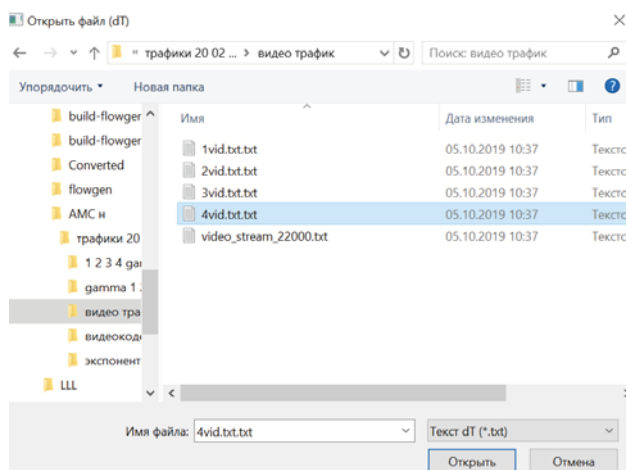 Открыть файл (dT)
« трафики 20 02 ... › видео трафик
Поиск: видео трафик
Упорядочить
Новая папка
build-flowger
build-flowger
Converted
flowgen
АМС н
трафики 20
1 2 3 4 gar
gamma 1 .
видео тра
видеокод
экспонент
LLL
Имя
Дата изменения
Тип
1vid.txt.txt
05.10.2019 10:37
Тексто
2vid.txt.txt
05.10.2019 10:37
Тексто
3vid.txt.txt
05.10.2019 10:37
Тексто
4vid.txt.txt
05.10.2019 10:37
Тексто
video_stream_22000.txt
05.10.2019 10:37
Тексто
Имя файла:
4vid.txt.txt
Текст dT (*.txt)
Открыть
Отмена